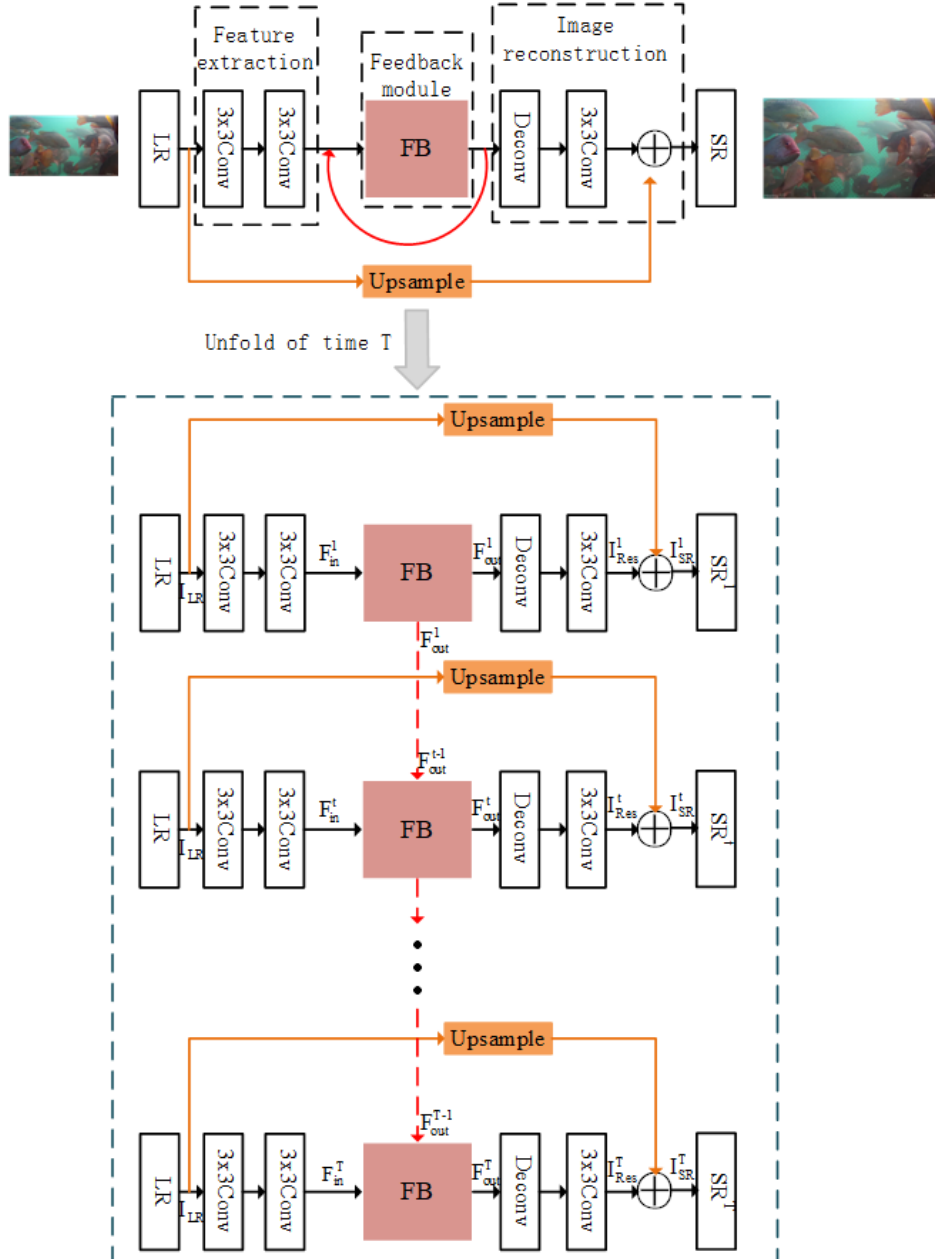 Feature
extraction
Feedback
module
Image
reconstruction
LR
3x3Conv
3x3Conv
FB
Deconv
3x3Conv
SR
Upsample
Unfold of time T
Upsample
LR
I_LR
3x3Conv
3x3Conv
F_in^1
FB
F_out^1
Deconv
3x3Conv
I_Res^1
I_SR^1
SR^1
F_out^1
Upsample
F_out^t-1
LR
I_LR
3x3Conv
3x3Conv
F_in^t
FB
F_out^t
Deconv
3x3Conv
I_Res^t
I_SR^t
SR^t
Upsample
F_out^T-1
LR
I_LR
3x3Conv
3x3Conv
F_in^T
FB
F_out^T
Deconv
3x3Conv
I_Res^T
I_SR^T
SR^T